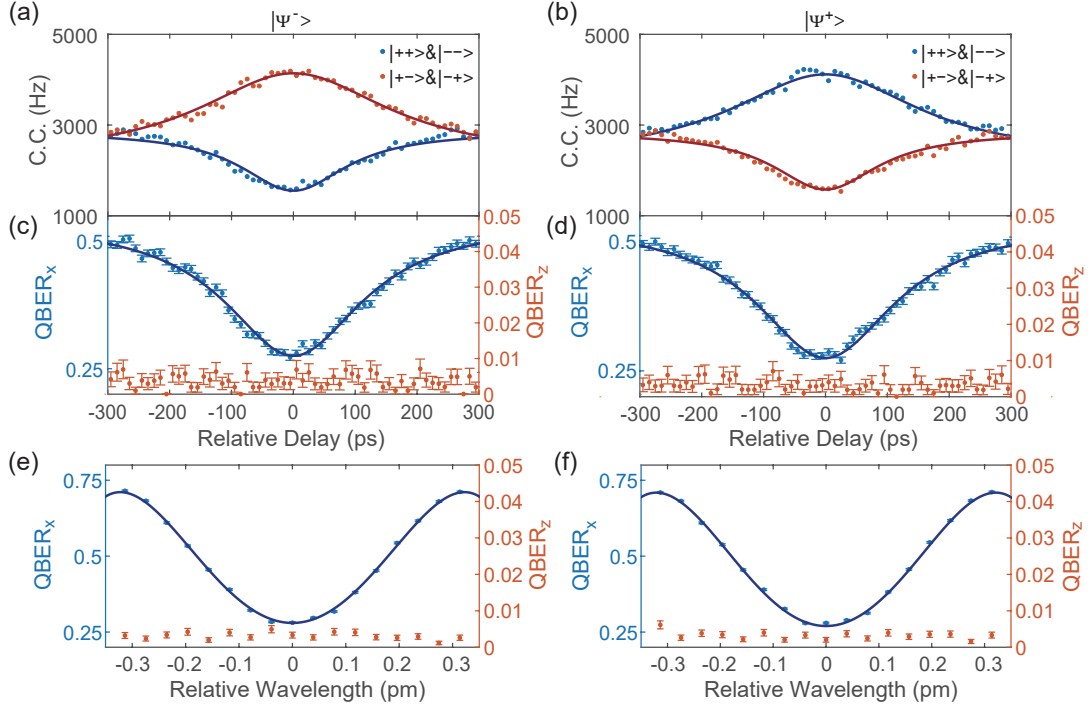 (a)
|Ψ⁻>
(b)
|Ψ⁺>
5000
3000
1000
C.C. (Hz)
|++>&|-->
|+->&|-+>
5000
3000
1000
C.C. (Hz)
|++>&|-->
|+->&|-+>
(c)
0.5
0.25
QBERₓ
0.05
0.04
0.03
0.02
0.01
0
QBER_z
-300 -200 -100 0 100 200 300
Relative Delay (ps)
(d)
0.5
0.25
QBERₓ
0.05
0.04
0.03
0.02
0.01
0
QBER_z
-300 -200 -100 0 100 200 300
Relative Delay (ps)
(e)
0.75
0.5
0.25
QBERₓ
0.05
0.04
0.03
0.02
0.01
0
QBER_z
-0.3 -0.2 -0.1 0 0.1 0.2 0.3
Relative Wavelength (pm)
(f)
0.75
0.5
0.25
QBERₓ
0.05
0.04
0.03
0.02
0.01
0
QBER_z
-0.3 -0.2 -0.1 0 0.1 0.2 0.3
Relative Wavelength (pm)